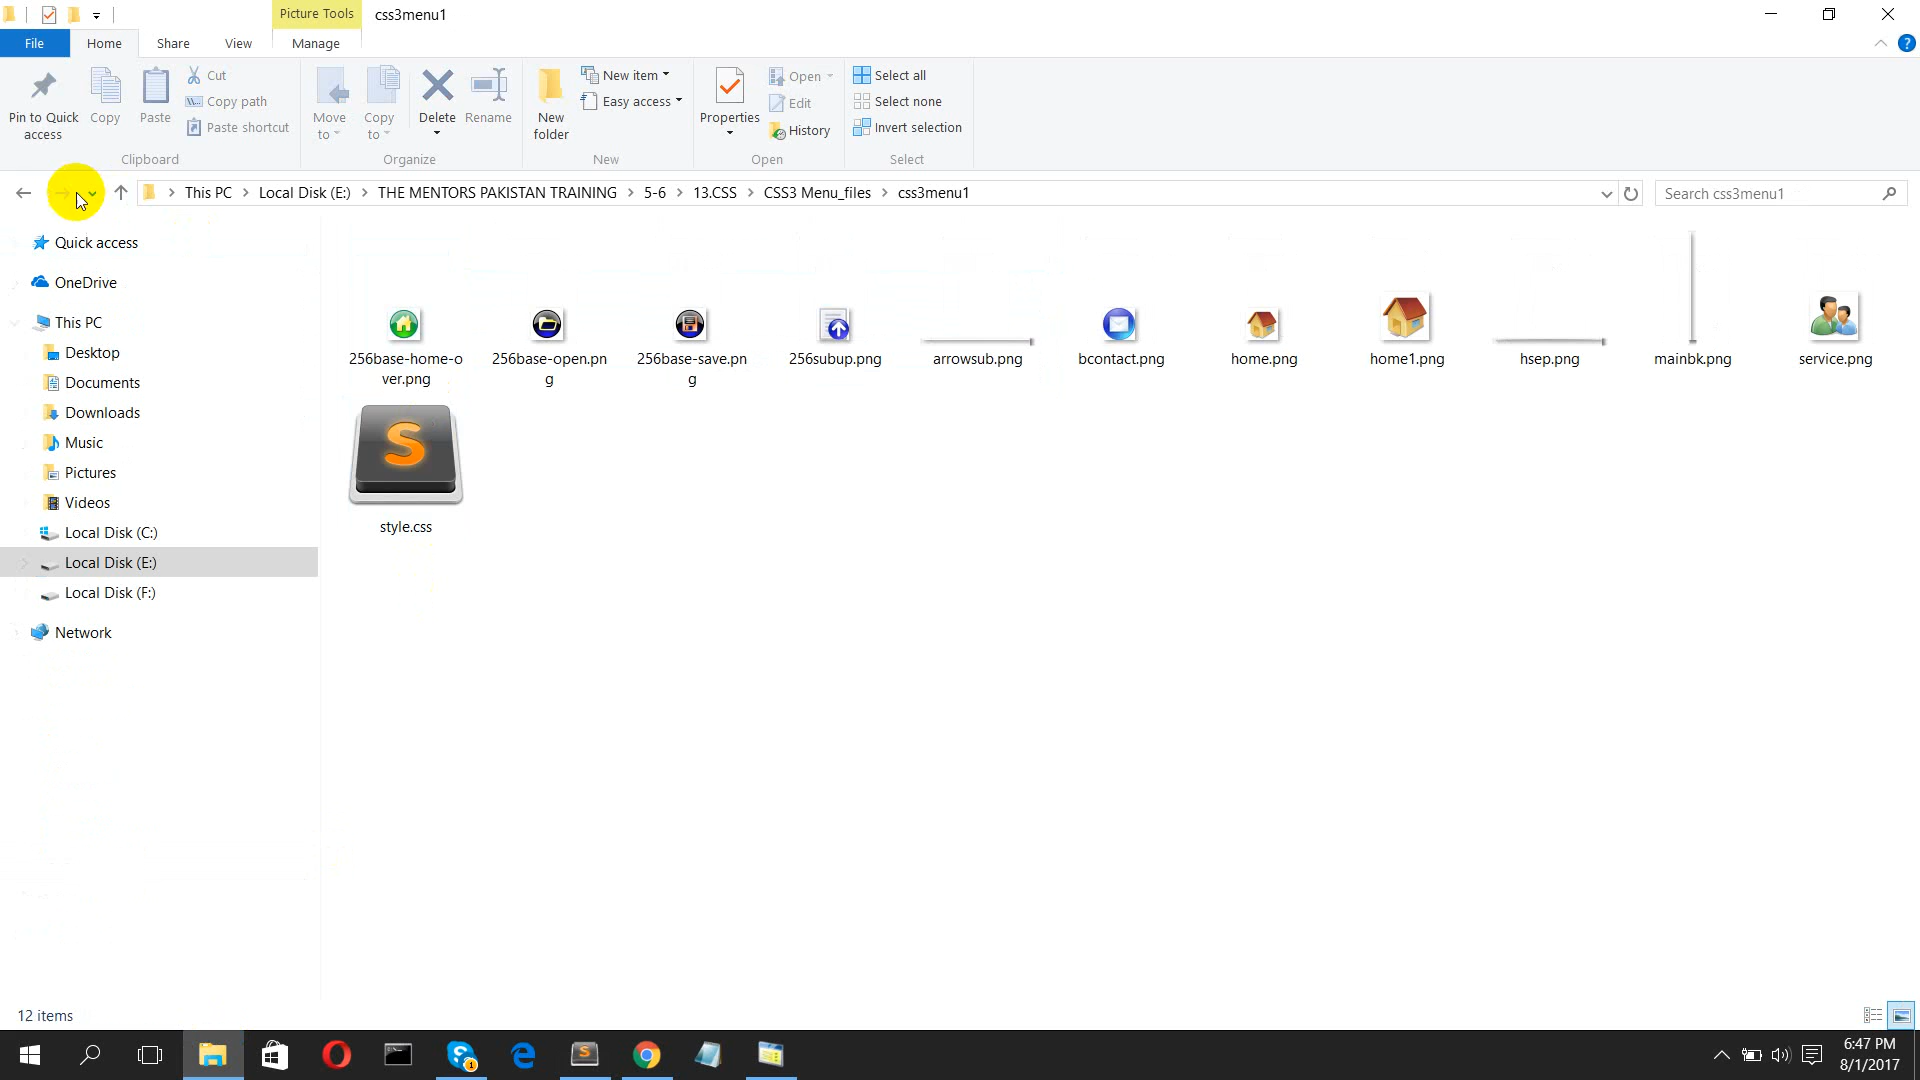 Picture Tools
css3menu1
File
Home
Share
View
Manage
Pin to Quick
access
Copy
Paste
Cut
Copy path
Paste shortcut
Clipboard
Move
to
Copy
to
Delete
Rename
Organize
New
folder
New item
Easy access
New
Properties
Open
Edit
History
Open
Select all
Select none
Invert selection
Select
This PC
Local Disk (E:)
THE MENTORS PAKISTAN TRAINING
5-6
13.CSS
CSS3 Menu_files
css3menu1
Search css3menu1
Quick access
OneDrive
This PC
Desktop
Documents
Downloads
Music
Pictures
Videos
Local Disk (C:)
Local Disk (E:)
Local Disk (F:)
Network
256base-home-o
ver.png
256base-open.pn
g
256base-save.pn
g
256subup.png
arrowsub.png
bcontact.png
home.png
home1.png
hsep.png
mainbk.png
service.png
S
style.css
12 items
1
6:47 PM
8/1/2017